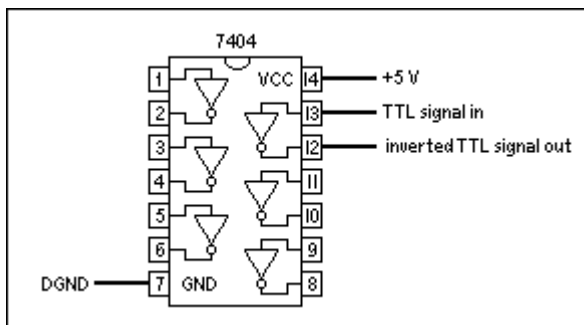 7404
1 VCC 14 +5 V
2 13 TTL signal in
3 12 inverted TTL signal out
4 11
5 10
6 9
DGND 7 GND 8